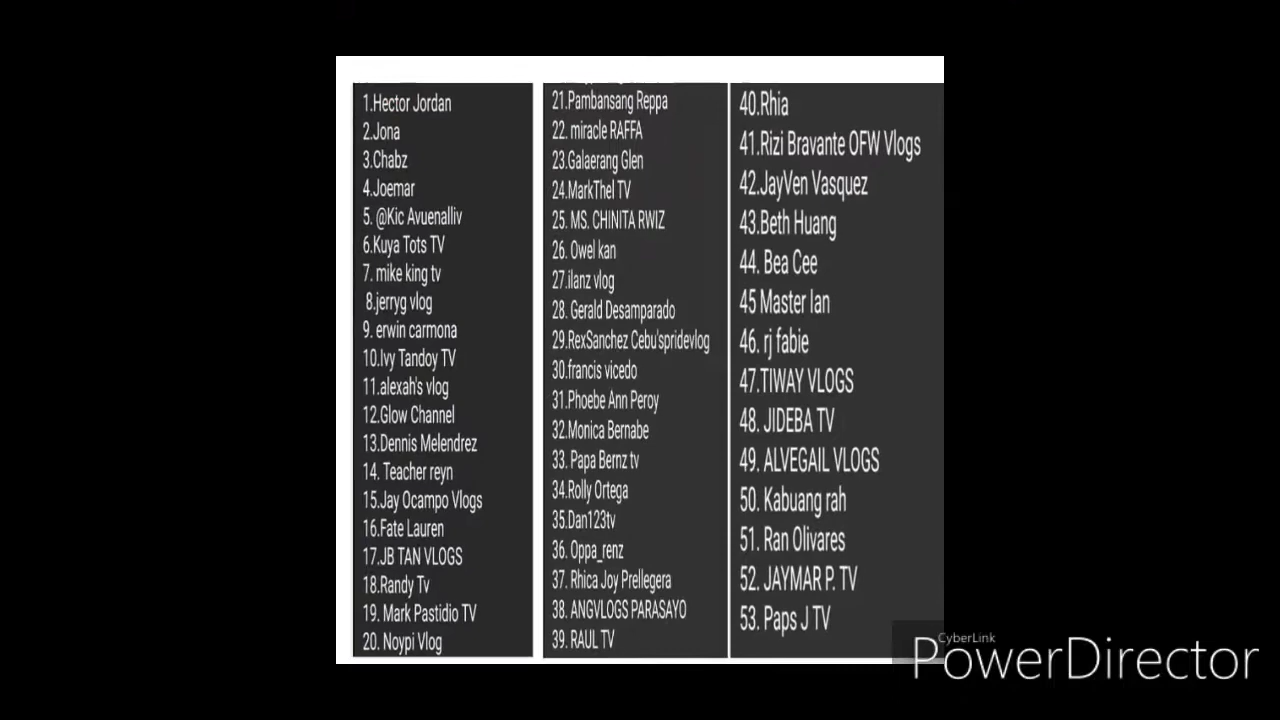 1.Hector Jordan
2.Jona
3.Chabz
4.Joemar
5. @Kic Avuenalliv
6.Kuya Tots TV
7. mike king tv
8.jerryg vlog
9. erwin carmona
10.Ivy Tandoy TV
11.alexah's vlog
12.Glow Channel
13.Dennis Melendrez
14. Teacher reyn
15.Jay Ocampo Vlogs
16.Fate Lauren
17.JB TAN VLOGS
18.Randy Tv
19. Mark Pastidio TV
20. Noypi Vlog
21.Pambansang Reppa
22. miracle RAFFA
23.Galaerang Glen
24.MarkThel TV
25. MS. CHINITA RWIZ
26. Owel kan
27.ilanz vlog
28. Gerald Desamparado
29.RexSanchez Cebu'spridevlog
30.francis vicedo
31.Phoebe Ann Peroy
32.Monica Bernabe
33. Papa Bernz tv
34.Rolly Ortega
35.Dan123tv
36. Oppa_renz
37. Rhica Joy Prellegera
38. ANGVLOGS PARASAYO
39. RAUL TV
40.Rhia
41.Rizi Bravante OFW Vlogs
42.JayVen Vasquez
43.Beth Huang
44. Bea Cee
45 Master Ian
46. rj fabie
47.TIWAY VLOGS
48. JIDEBA TV
49. ALVEGAIL VLOGS
50. Kabuang rah
51. Ran Olivares
52. JAYMAR P. TV
53. Paps J TV
CyberLink
PowerDirector